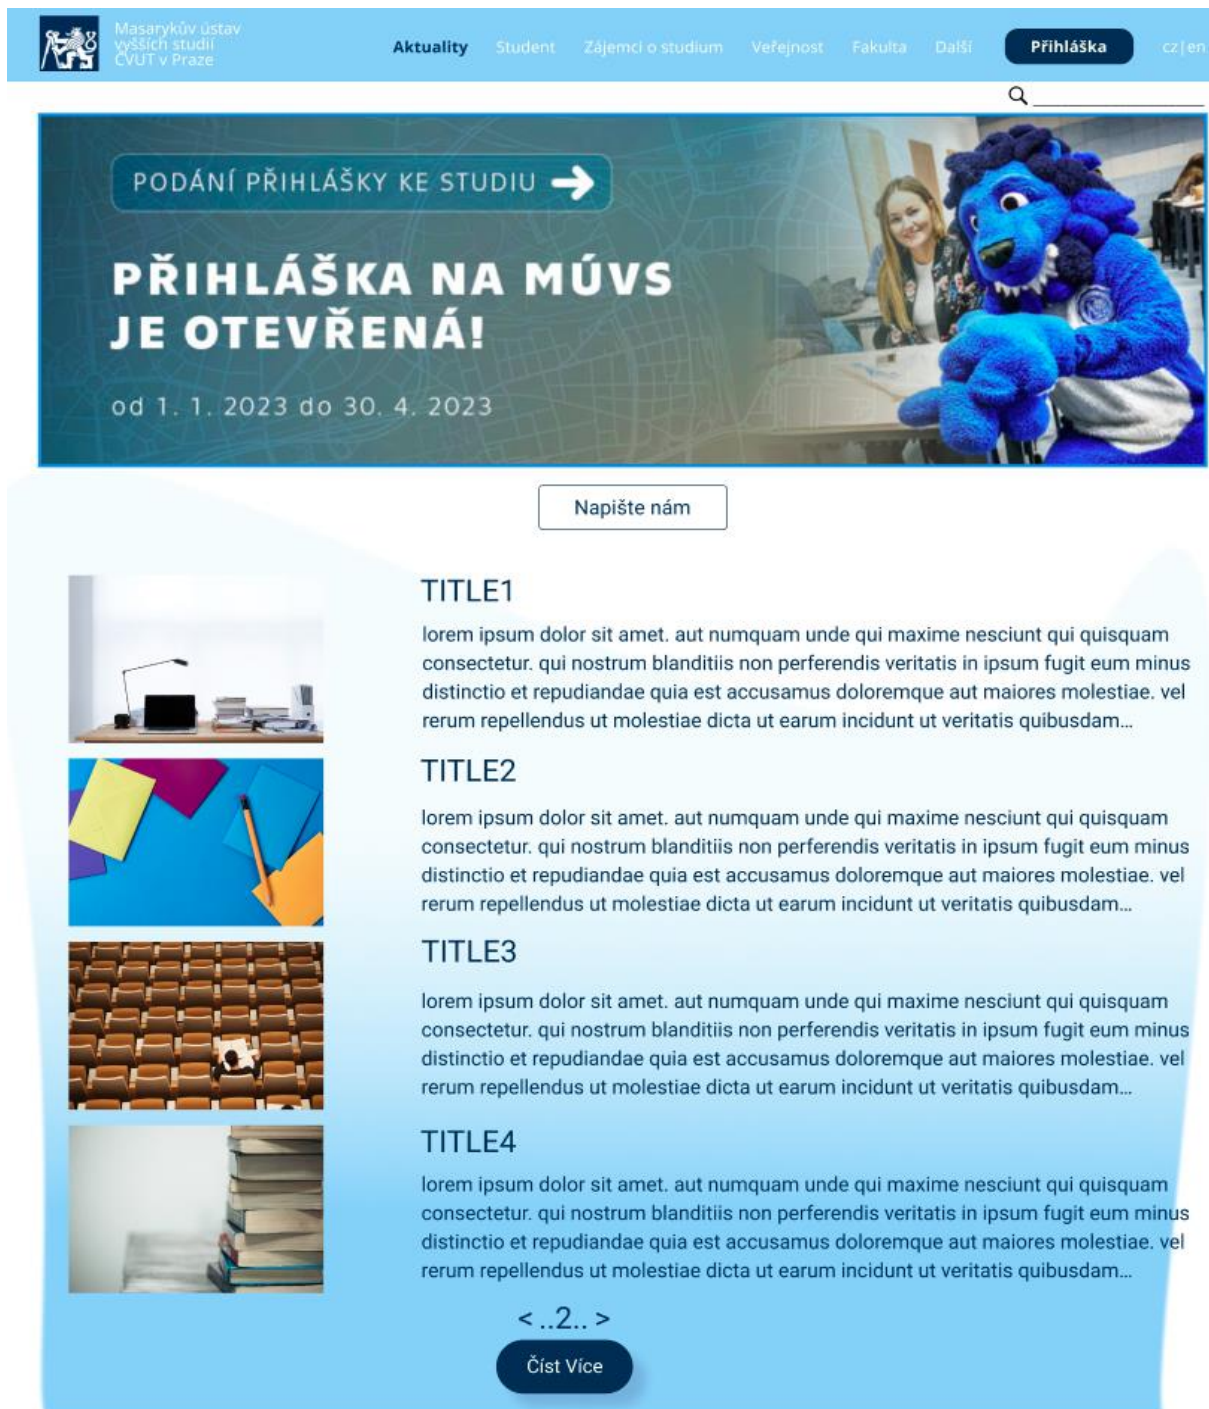 Masarykův ústav
vyšších studií
ČVUT v Praze
Aktuality Student Zájemci o studium Veřejnost Fakulta Další Přihláška cz|en
PODÁNÍ PŘIHLÁŠKY KE STUDIU
PŘIHLÁŠKA NA MÚVS
JE OTEVŘENÁ!
od 1. 1. 2023 do 30. 4. 2023
Napište nám
TITLE1
lorem ipsum dolor sit amet. aut numquam unde qui maxime nesciunt qui quisquam
consectetur. qui nostrum blanditiis non perferendis veritatis in ipsum fugit eum minus
distinctio et repudiandae quia est accusamus doloremque aut maiores molestiae. vel
rerum repellendus ut molestiae dicta ut earum incidunt ut veritatis quibusdam…
TITLE2
lorem ipsum dolor sit amet. aut numquam unde qui maxime nesciunt qui quisquam
consectetur. qui nostrum blanditiis non perferendis veritatis in ipsum fugit eum minus
distinctio et repudiandae quia est accusamus doloremque aut maiores molestiae. vel
rerum repellendus ut molestiae dicta ut earum incidunt ut veritatis quibusdam…
TITLE3
lorem ipsum dolor sit amet. aut numquam unde qui maxime nesciunt qui quisquam
consectetur. qui nostrum blanditiis non perferendis veritatis in ipsum fugit eum minus
distinctio et repudiandae quia est accusamus doloremque aut maiores molestiae. vel
rerum repellendus ut molestiae dicta ut earum incidunt ut veritatis quibusdam…
TITLE4
lorem ipsum dolor sit amet. aut numquam unde qui maxime nesciunt qui quisquam
consectetur. qui nostrum blanditiis non perferendis veritatis in ipsum fugit eum minus
distinctio et repudiandae quia est accusamus doloremque aut maiores molestiae. vel
rerum repellendus ut molestiae dicta ut earum incidunt ut veritatis quibusdam…
< ..2.. >
Číst Více